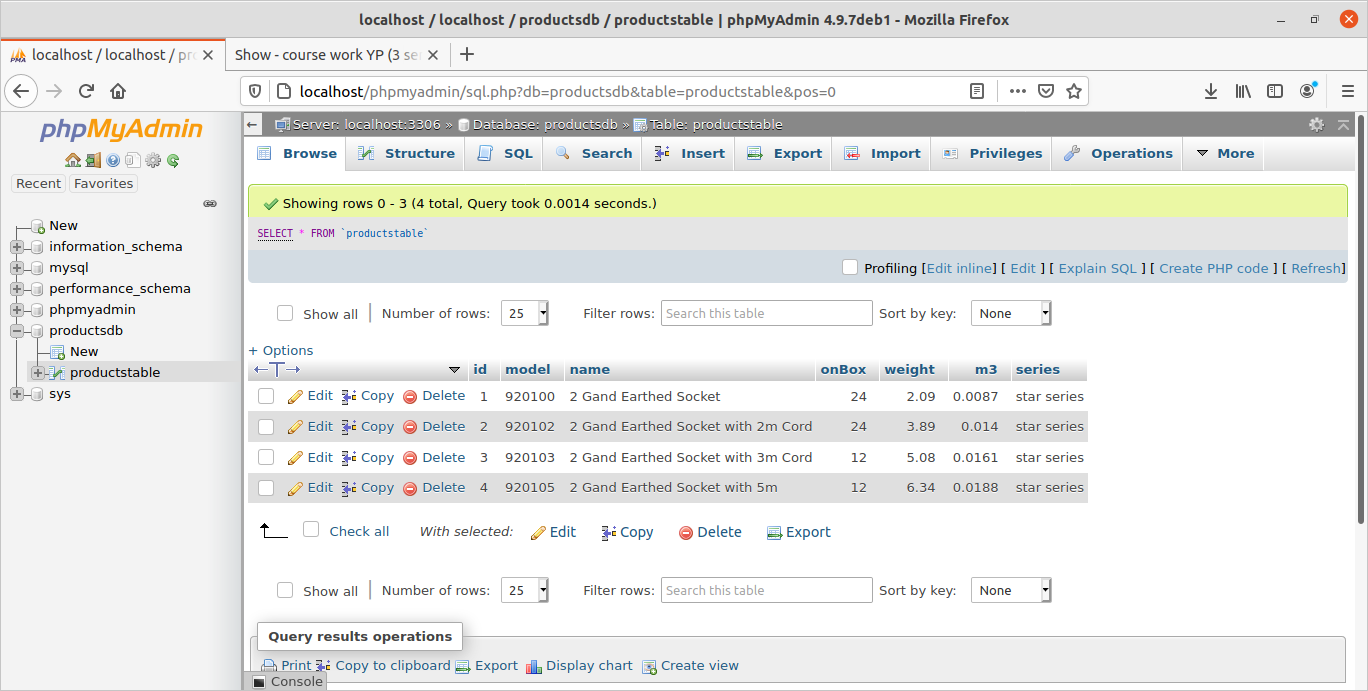 localhost / localhost / productsdb / productstable | phpMyAdmin 4.9.7deb1 - Mozilla Firefox
localhost / localhost / pr
Show - course work YP (3 se
localhost/phpmyadmin/sql.php?db=productsdb&table=productstable&pos=0
phpMyAdmin
Recent Favorites
New
information_schema
mysql
performance_schema
phpmyadmin
productsdb
New
productstable
sys
Server: localhost:3306 » Database: productsdb » Table: productstable
Browse Structure SQL Search Insert Export Import Privileges Operations More
Showing rows 0 - 3 (4 total, Query took 0.0014 seconds.)
SELECT * FROM `productstable`
Profiling [Edit inline] [ Edit ] [ Explain SQL ] [ Create PHP code ] [ Refresh]
Show all | Number of rows: 25 Filter rows: Search this table Sort by key: None
+ Options
←T→ id model name onBox weight m3 series
Edit Copy Delete 1 920100 2 Gand Earthed Socket 24 2.09 0.0087 star series
Edit Copy Delete 2 920102 2 Gand Earthed Socket with 2m Cord 24 3.89 0.014 star series
Edit Copy Delete 3 920103 2 Gand Earthed Socket with 3m Cord 12 5.08 0.0161 star series
Edit Copy Delete 4 920105 2 Gand Earthed Socket with 5m 12 6.34 0.0188 star series
Check all With selected: Edit Copy Delete Export
Show all | Number of rows: 25 Filter rows: Search this table Sort by key: None
Query results operations
Print Copy to clipboard Export Display chart Create view
Console